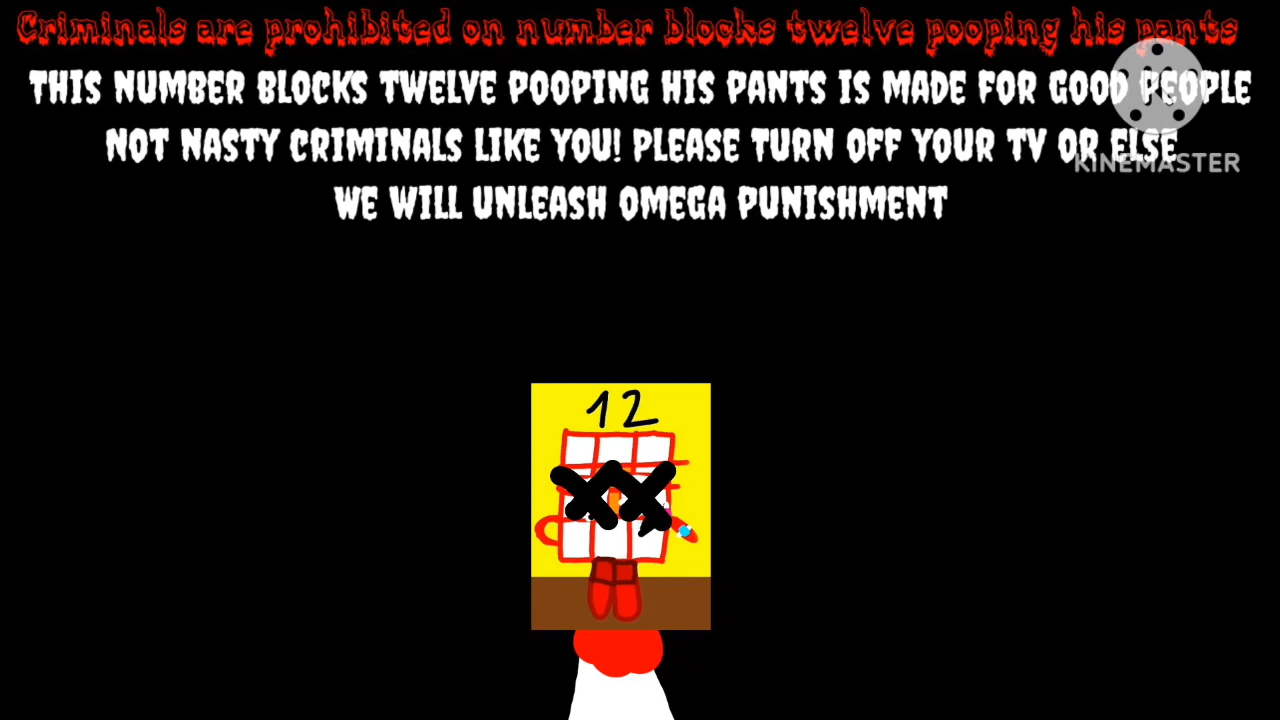 Criminals are prohibited on number blocks twelve pooping his pants
THIS NUMBER BLOCKS TWELVE POOPING HIS PANTS IS MADE FOR GOOD PEOPLE
NOT NASTY CRIMINALS LIKE YOU! PLEASE TURN OFF YOUR TV OR ELSE
KINEMASTER
WE WILL UNLEASH OMEGA PUNISHMENT
12